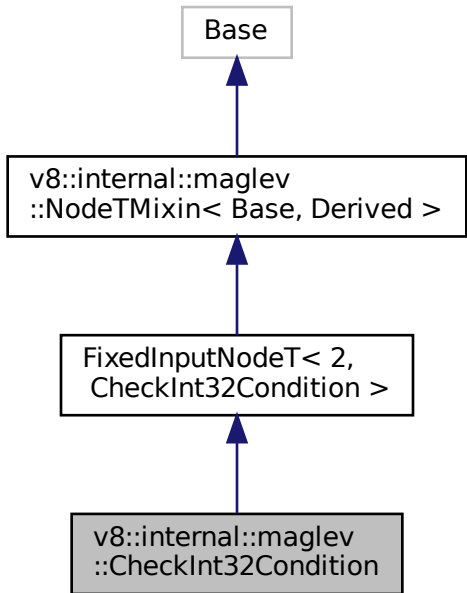 Base
v8::internal::maglev
::NodeTMixin< Base, Derived >
FixedInputNodeT< 2,
CheckInt32Condition >
v8::internal::maglev
::CheckInt32Condition